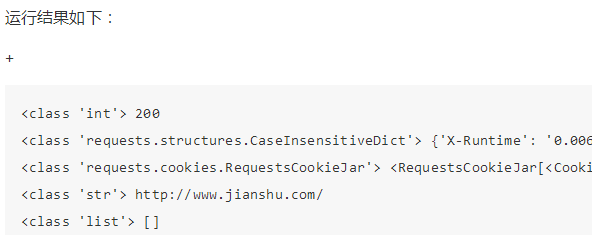 运行结果如下：
+
<class 'int'> 200
<class 'requests.structures.CaseInsensitiveDict'> {'X-Runtime': '0.006
<class 'requests.cookies.RequestsCookieJar'> <RequestsCookieJar[<Cooki
<class 'str'> http://www.jianshu.com/
<class 'list'> []